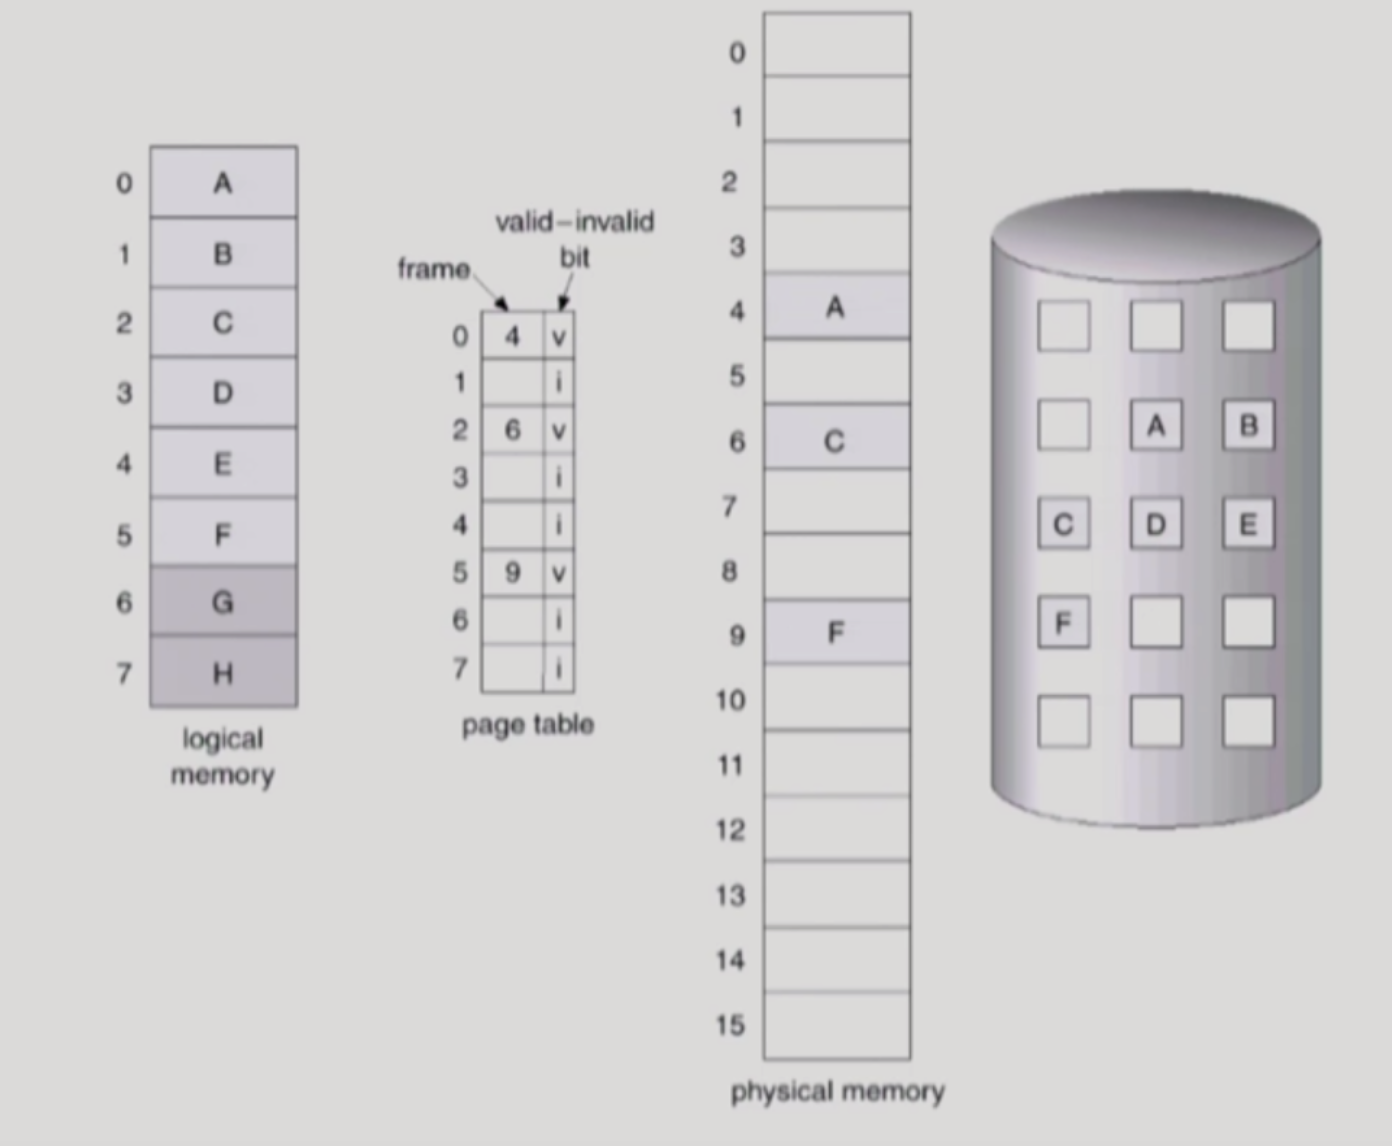 0 A
1 B
2 C
3 D
4 E
5 F
6 G
7 H
logical
memory
valid–invalid
bit
frame
0 4 v
1 i
2 6 v
3 i
4 i
5 9 v
6 i
7 i
page table
0
1
2
3
4 A
5
6 C
7
8
9 F
10
11
12
13
14
15
physical memory
A B
C D E
F